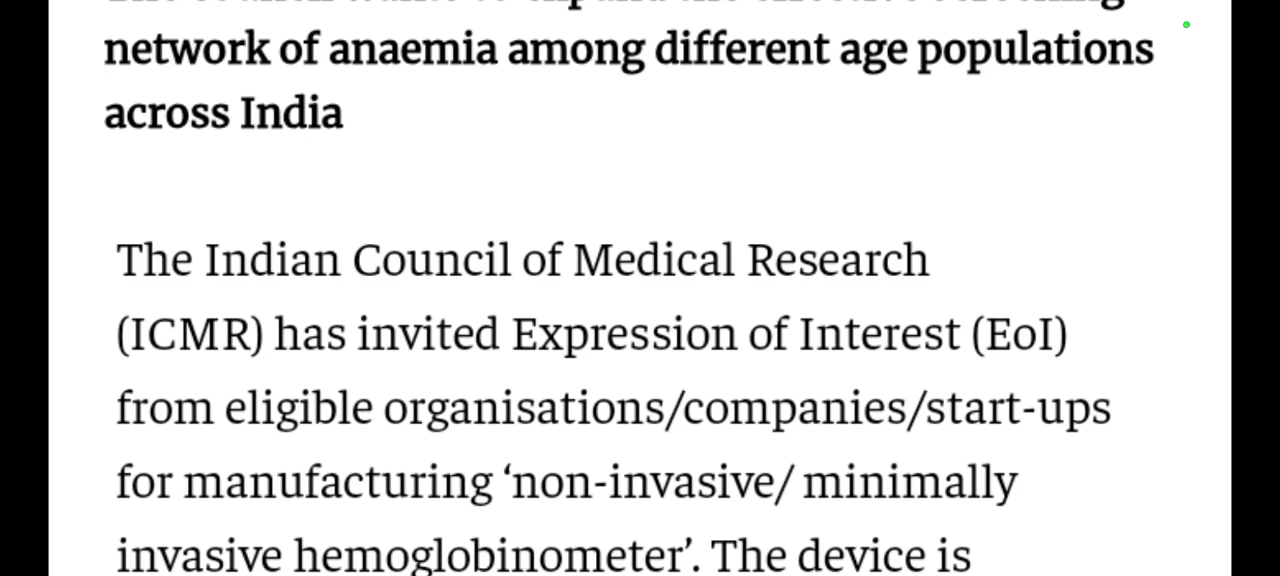 network of anaemia among different age populations
across India
The Indian Council of Medical Research
(ICMR) has invited Expression of Interest (EoI)
from eligible organisations/companies/start-ups
for manufacturing ‘non-invasive/ minimally
invasive hemoglobinometer’. The device is